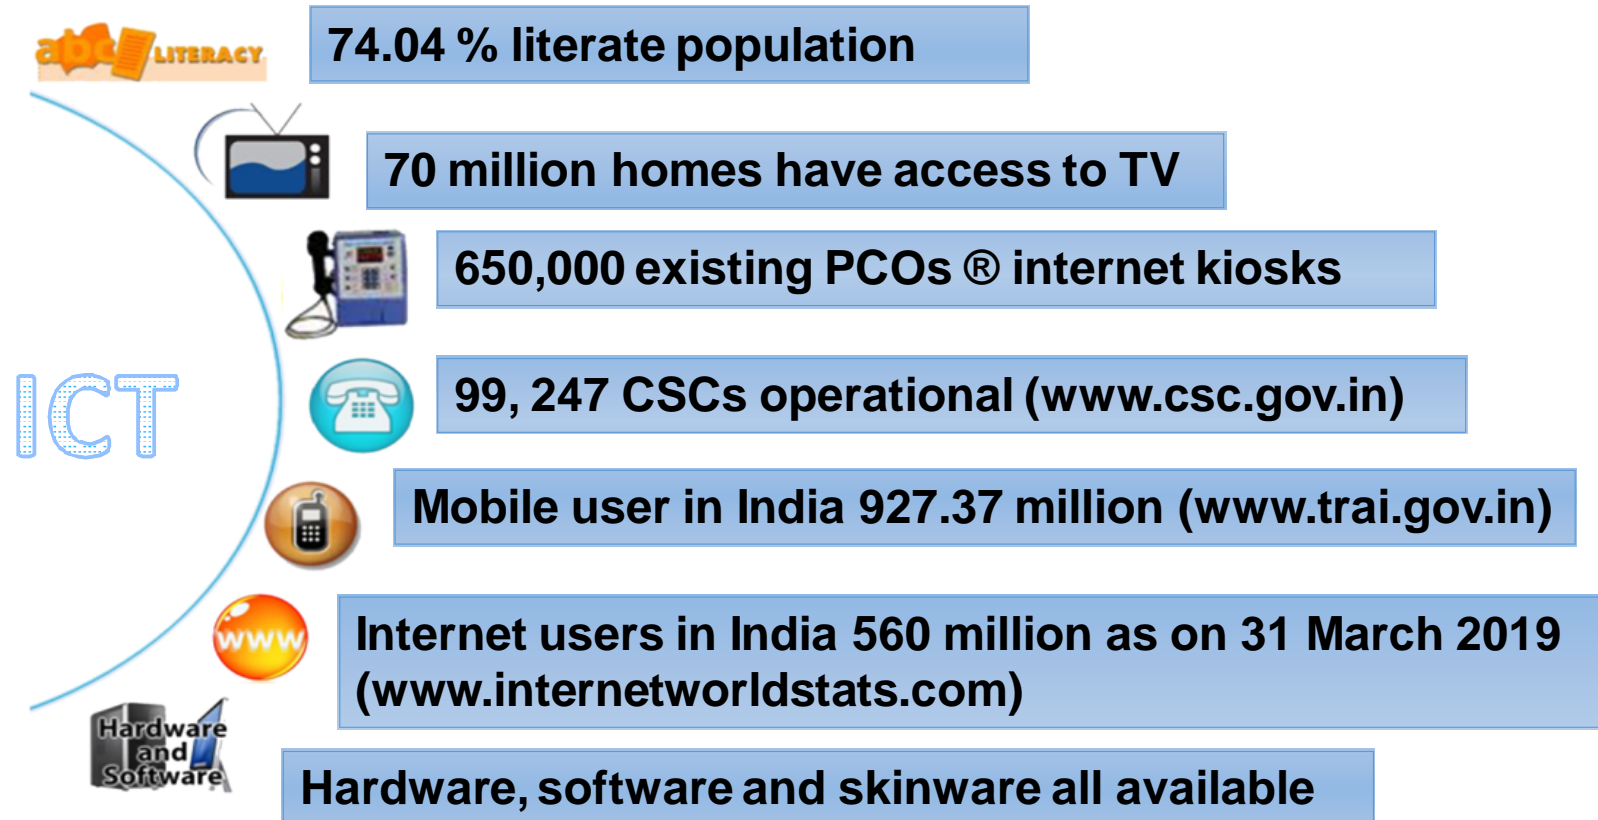 abc LITERACY
74.04 % literate population
70 million homes have access to TV
650,000 existing PCOs ® internet kiosks
ICT
99, 247 CSCs operational (www.csc.gov.in)
Mobile user in India 927.37 million (www.trai.gov.in)
www
Internet users in India 560 million as on 31 March 2019
(www.internetworldstats.com)
Hardware
and
Software
Hardware, software and skinware all available